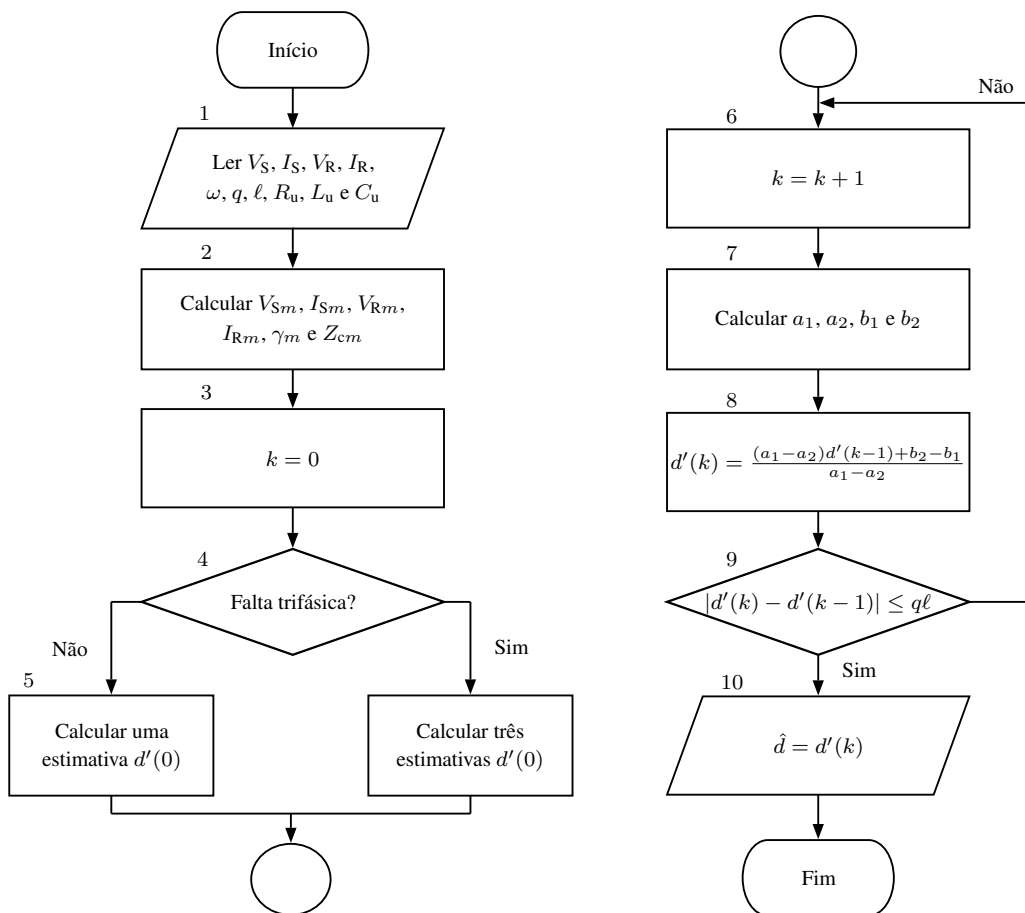 Início
1
Ler V_S, I_S, V_R, I_R,
ω, q, ℓ, R_u, L_u e C_u
2
Calcular V_Sm, I_Sm, V_Rm,
I_Rm, γ_m e Z_cm
3
k = 0
4
Falta trifásica?
Não
Sim
5
Calcular uma
estimativa d′(0)
Calcular três
estimativas d′(0)
Não
6
k = k + 1
7
Calcular a_1, a_2, b_1 e b_2
8
d′(k) = \frac{(a_1−a_2)d′(k−1)+b_2−b_1}{a_1−a_2}
9
|d′(k) − d′(k − 1)| ≤ qℓ
Sim
10
d̂ = d′(k)
Fim